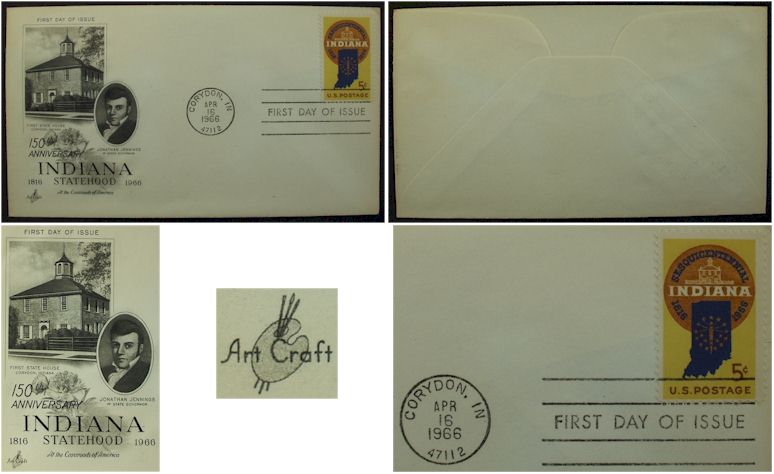 FIRST DAY OF ISSUE
FIRST STATE HOUSE
CORYDON, INDIANA
JONATHAN JENNINGS
1ST STATE GOVERNOR
150th
ANNIVERSARY
INDIANA
1816 STATEHOOD 1966
At the Crossroads of America
Art Craft
CORYDON, IN
APR
16
1966
47112
FIRST DAY OF ISSUE
SESQUICENTENNIAL
INDIANA
1816 1966
5¢
U.S. POSTAGE
FIRST DAY OF ISSUE
FIRST STATE HOUSE
CORYDON, INDIANA
JONATHAN JENNINGS
1ST STATE GOVERNOR
150th
ANNIVERSARY
INDIANA
1816 STATEHOOD 1966
At the Crossroads of America
Art Craft
Art Craft
SESQUICENTENNIAL
INDIANA
1816 1966
5¢
U.S. POSTAGE
CORYDON, IN
APR
16
1966
47112
FIRST DAY OF ISSUE